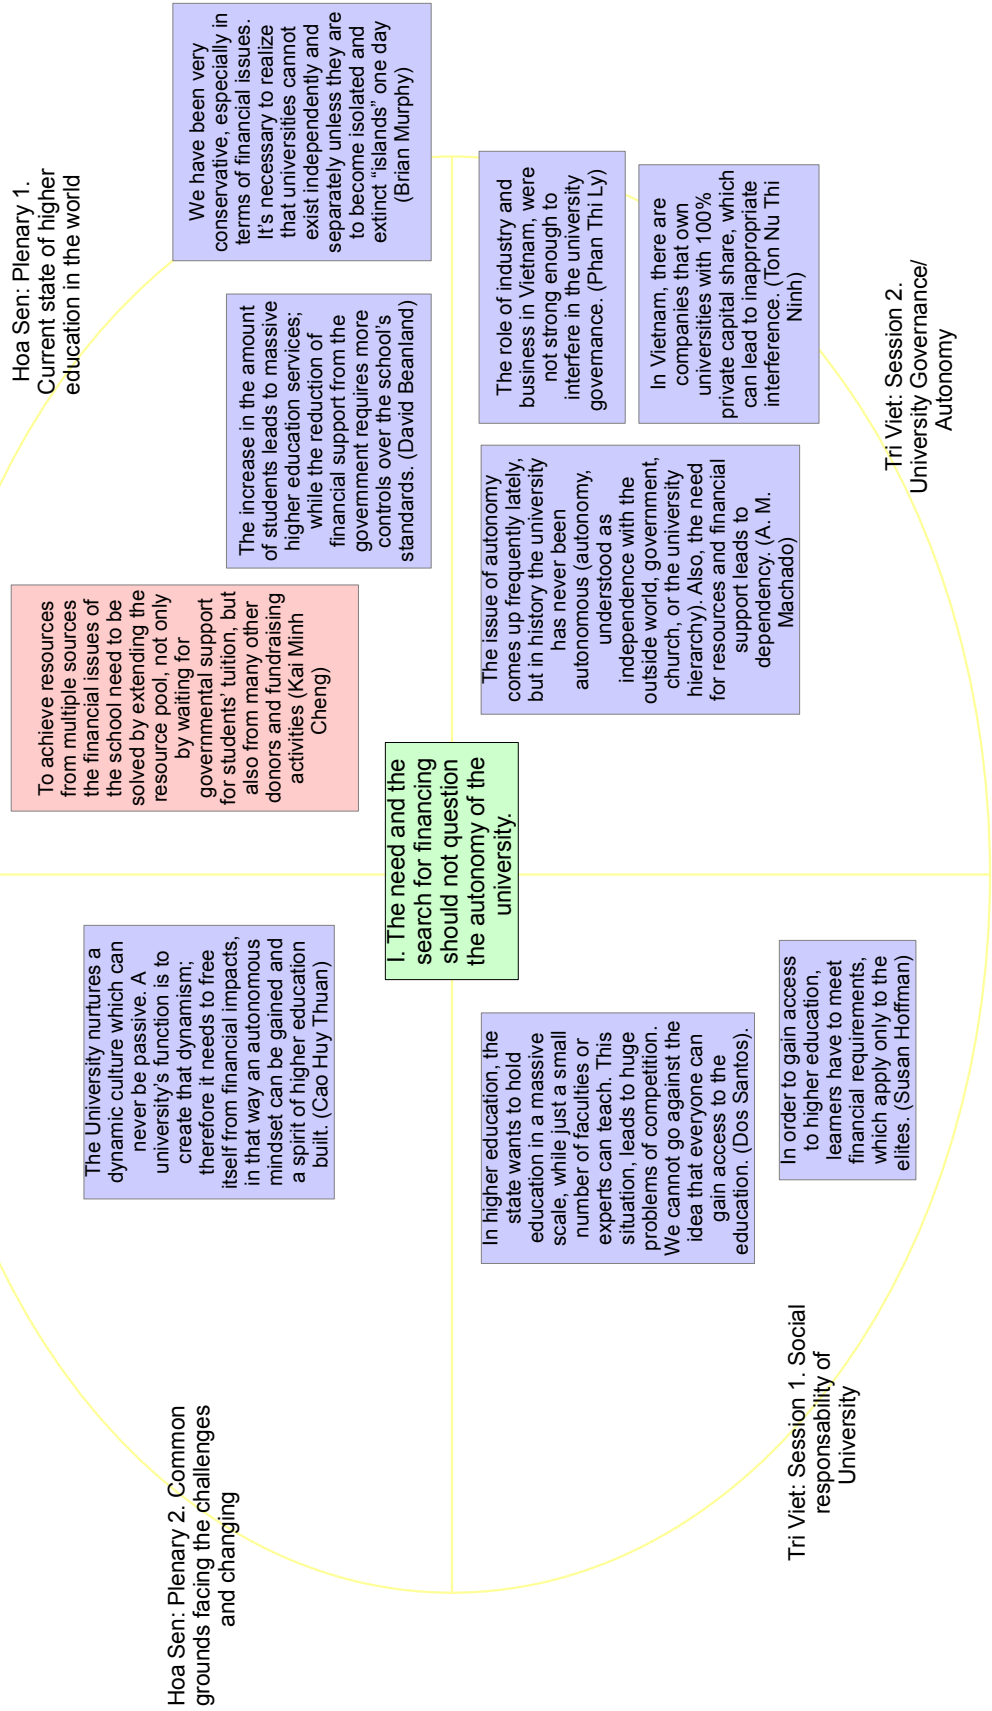 Hoa Sen: Plenary 2. Common
grounds facing the challenges
and changing
The University nurtures a
dynamic culture which can
never be passive. A
university's function is to
create that dynamism;
therefore it needs to free
itself from financial impacts,
in that way an autonomous
mindset can be gained and
a spirit of higher education
built. (Cao Huy Thuan)
Hoa Sen: Plenary 1.
Current state of higher
education in the world
To achieve resources
from multiple sources
the financial issues of
the school need to be
solved by extending the
resource pool, not only
by waiting for
governmental support
for students' tuition, but
also from many other
donors and fundraising
activities (Kai Minh
Cheng)
The increase in the amount
of students leads to massive
higher education services;
while the reduction of
financial support from the
government requires more
controls over the school's
standards. (David Beanland)
We have been very
conservative, especially in
terms of financial issues.
It's necessary to realize
that universities cannot
exist independently and
separately unless they are
to become isolated and
extinct “islands” one day
(Brian Murphy)
I. The need and the
search for financing
should not question
the autonomy of the
university.
In higher education, the
state wants to hold
education in a massive
scale, while just a small
number of faculties or
experts can teach. This
situation, leads to huge
problems of competition.
We cannot go against the
idea that everyone can
gain access to the
education. (Dos Santos).
In order to gain access
to higher education,
learners have to meet
financial requirements,
which apply only to the
elites. (Susan Hoffman)
Tri Viet: Session 1. Social
responsability of
University
The issue of autonomy
comes up frequently lately,
but in history the university
has never been
autonomous (autonomy,
understood as
independence with the
outside world, government,
church, or the university
hierarchy). Also, the need
for resources and financial
support leads to
dependency. (A. M.
Machado)
The role of industry and
business in Vietnam, were
not strong enough to
interfere in the university
governance. (Phan Thi Ly)
In Vietnam, there are
companies that own
universities with 100%
private capital share, which
can lead to inappropriate
interference. (Ton Nu Thi
Ninh)
Tri Viet: Session 2.
University Governance/
Autonomy